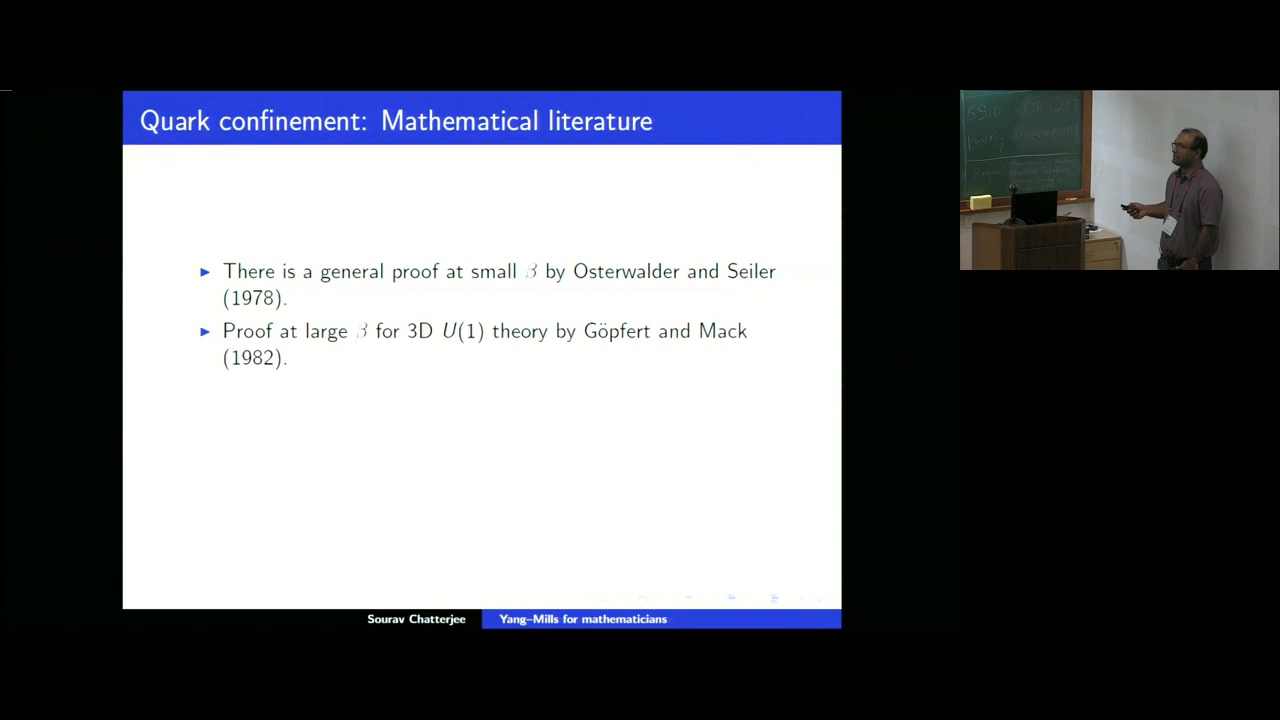 Quark confinement: Mathematical literature
▶ There is a general proof at small β by Osterwalder and Seiler
(1978).
▶ Proof at large β for 3D U(1) theory by Göpfert and Mack
(1982).
Sourav Chatterjee
Yang–Mills for mathematicians
SSID